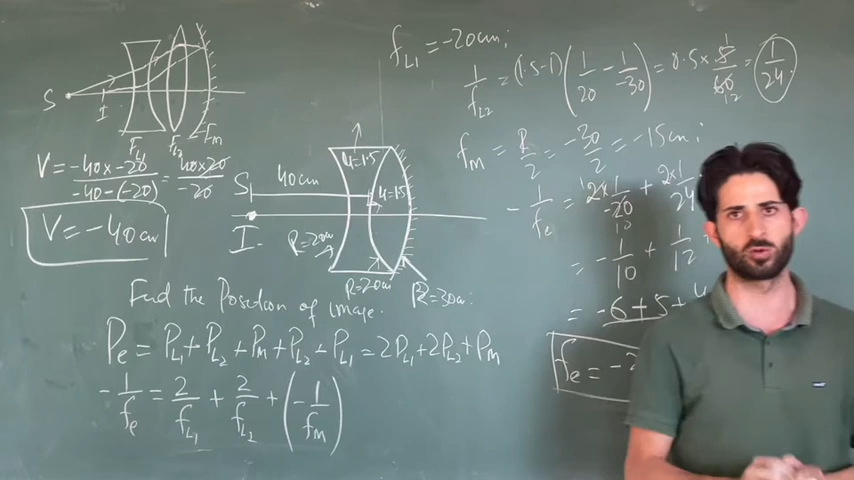 S
I
F_L1 F_L2 F_m
V = -40 x -20 / -40 - (-20) = 40 x 20 / -20
V = -40 cm
S 40 cm
I
μ = 1.5
μ = 1.5
R = 20cm
R = 20cm
R = 30cm
Find the Position of image.
P_e = P_L1 + P_L2 + P_m + P_L2 + P_L1 = 2P_L1 + 2P_L2 + P_m
-1/f_e = 2/f_L1 + 2/f_L2 + (-1/f_m)
f_L1 = -20cm;
1/f_L2 = (1.5-1)(1/20 - 1/-30) = 0.5 x 5/60 = 1/24
f_m = R/2 = -30/2 = -15cm;
-1/f_e = 2 x 1/-20 + 2 x 1/24
= -1/10 + 1/12 +
= -6 + 5 + 4
f_e = -2